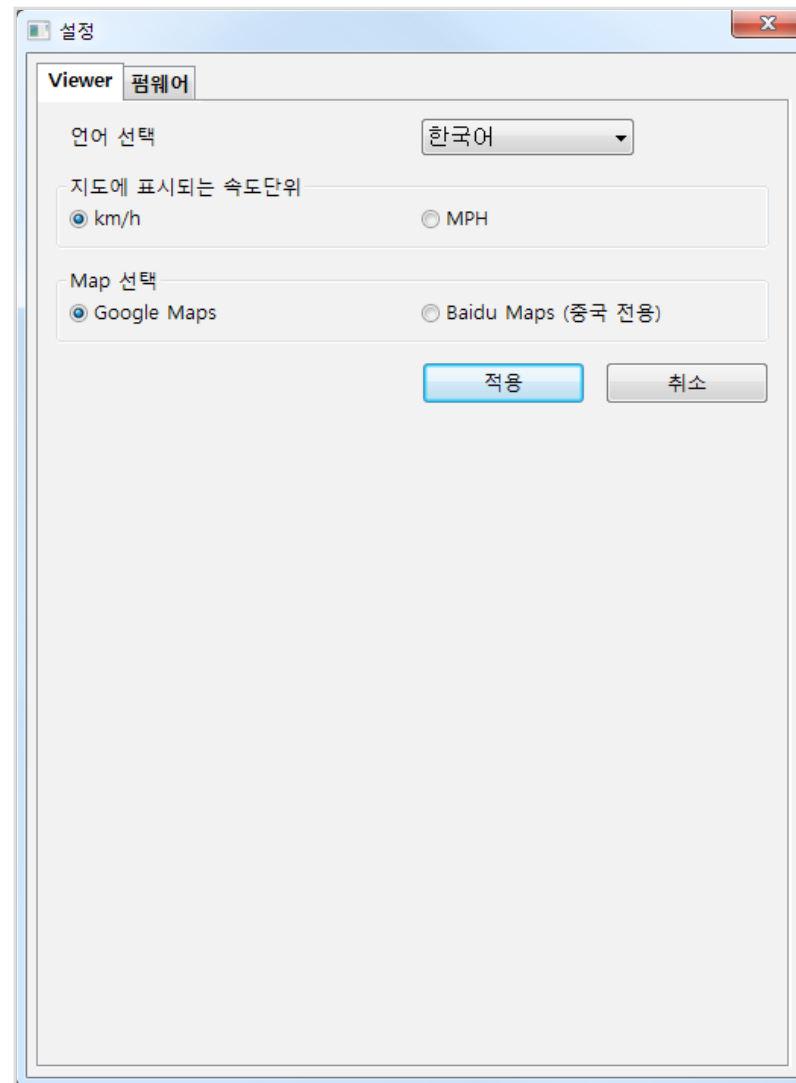 설정
Viewer 펌웨어
언어 선택 한국어
지도에 표시되는 속도단위
km/h MPH
Map 선택
Google Maps Baidu Maps (중국 전용)
적용 취소